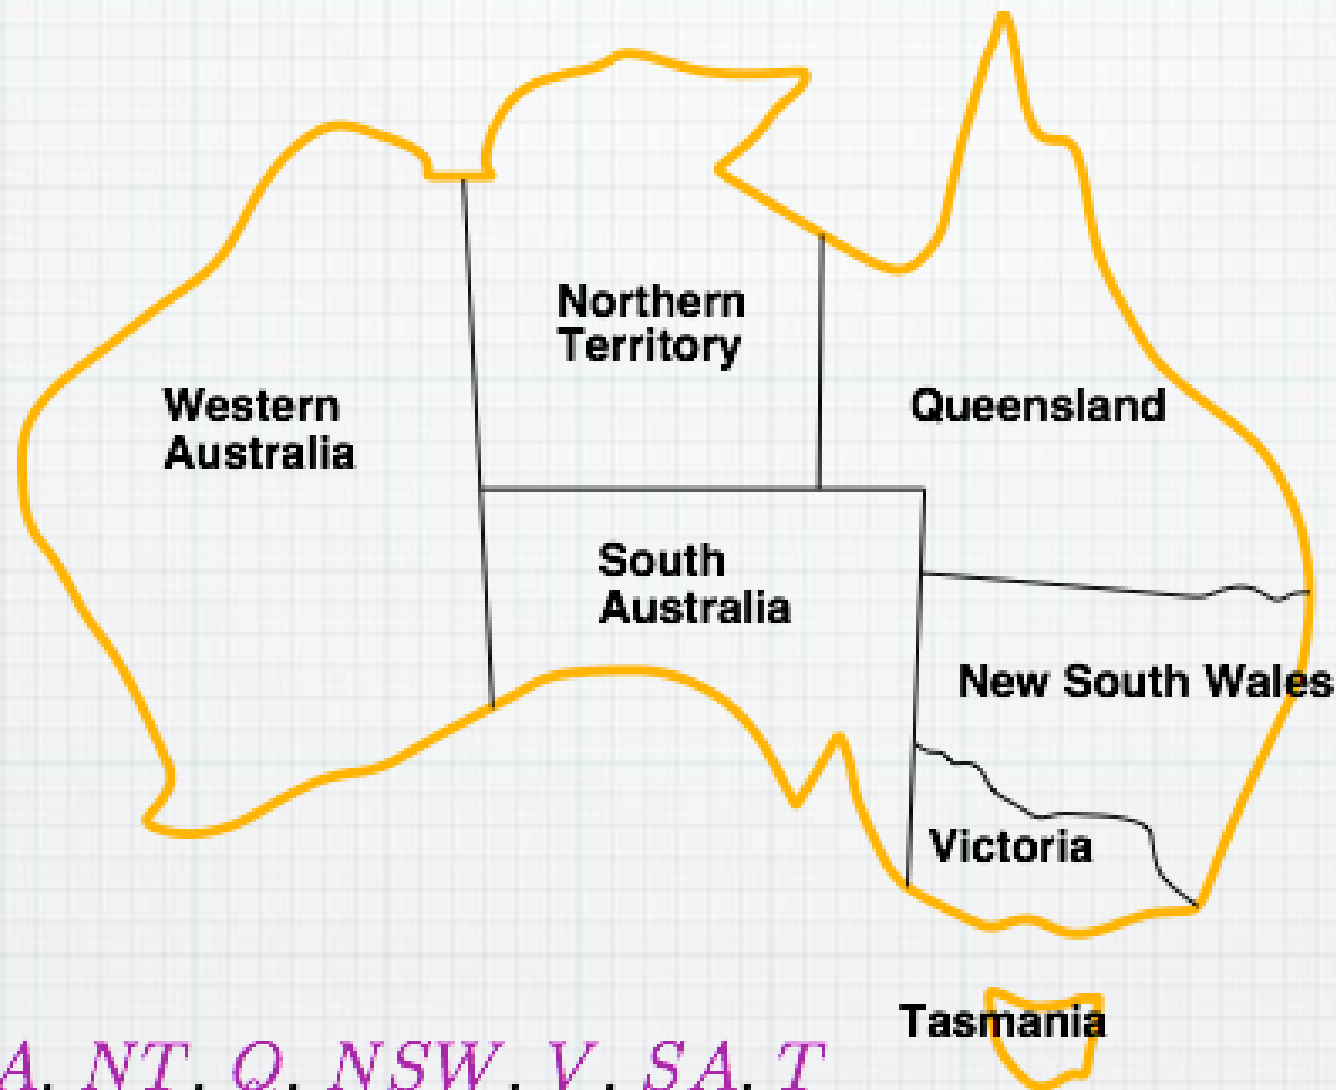 Northern
Territory
Western
Australia
Queensland
South
Australia
New South Wales
Victoria
Tasmania
A. NT. Q. NSW. V. SA. T